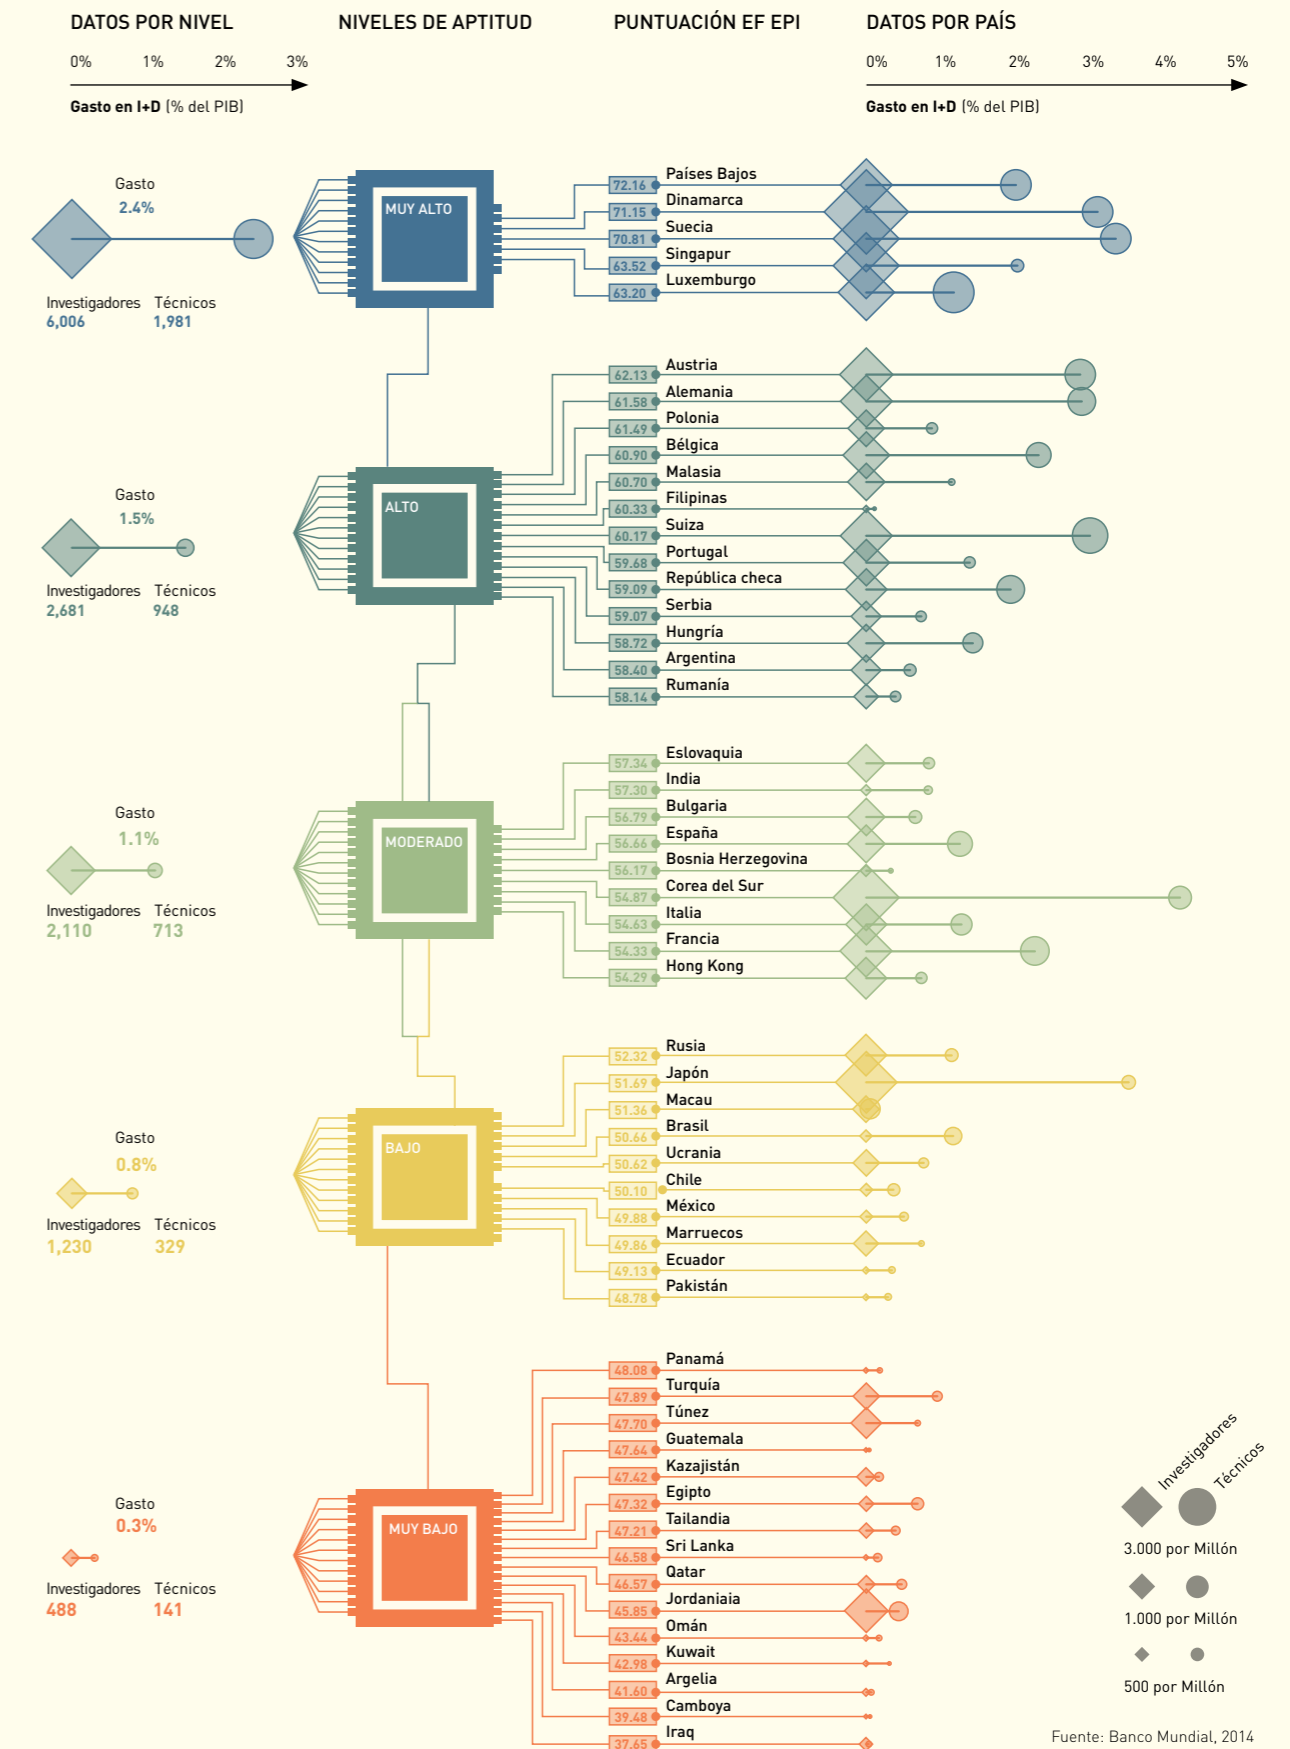 DATOS POR NIVEL
NIVELES DE APTITUD
PUNTUACIÓN EF EPI
DATOS POR PAÍS
0% 1% 2% 3%
0% 1% 2% 3% 4% 5%
Gasto en I+D (% del PIB)
Gasto en I+D (% del PIB)
Gasto
2.4%
Investigadores Técnicos
6,006 1,981
MUY ALTO
72.16 Países Bajos
71.15 Dinamarca
70.81 Suecia
63.52 Singapur
63.20 Luxemburgo
Gasto
1.5%
Investigadores Técnicos
2,681 948
ALTO
62.13 Austria
61.58 Alemania
61.49 Polonia
60.90 Bélgica
60.70 Malasia
60.33 Filipinas
60.17 Suiza
59.68 Portugal
59.09 República checa
59.07 Serbia
58.72 Hungría
58.40 Argentina
58.14 Rumanía
Gasto
1.1%
Investigadores Técnicos
2,110 713
MODERADO
57.34 Eslovaquia
57.30 India
56.79 Bulgaria
56.66 España
56.17 Bosnia Herzegovina
54.87 Corea del Sur
54.63 Italia
54.33 Francia
54.29 Hong Kong
Gasto
0.8%
Investigadores Técnicos
1,230 329
BAJO
52.32 Rusia
51.69 Japón
51.36 Macau
50.66 Brasil
50.62 Ucrania
50.10 Chile
49.88 México
49.86 Marruecos
49.13 Ecuador
48.78 Pakistán
Gasto
0.3%
Investigadores Técnicos
488 141
MUY BAJO
48.08 Panamá
47.89 Turquía
47.70 Túnez
47.64 Guatemala
47.42 Kazajistán
47.32 Egipto
47.21 Tailandia
46.58 Sri Lanka
46.57 Qatar
45.85 Jordaniaia
43.44 Omán
42.98 Kuwait
41.60 Argelia
39.48 Camboya
37.65 Iraq
Investigadores
Técnicos
3.000 por Millón
1.000 por Millón
500 por Millón
Fuente: Banco Mundial, 2014